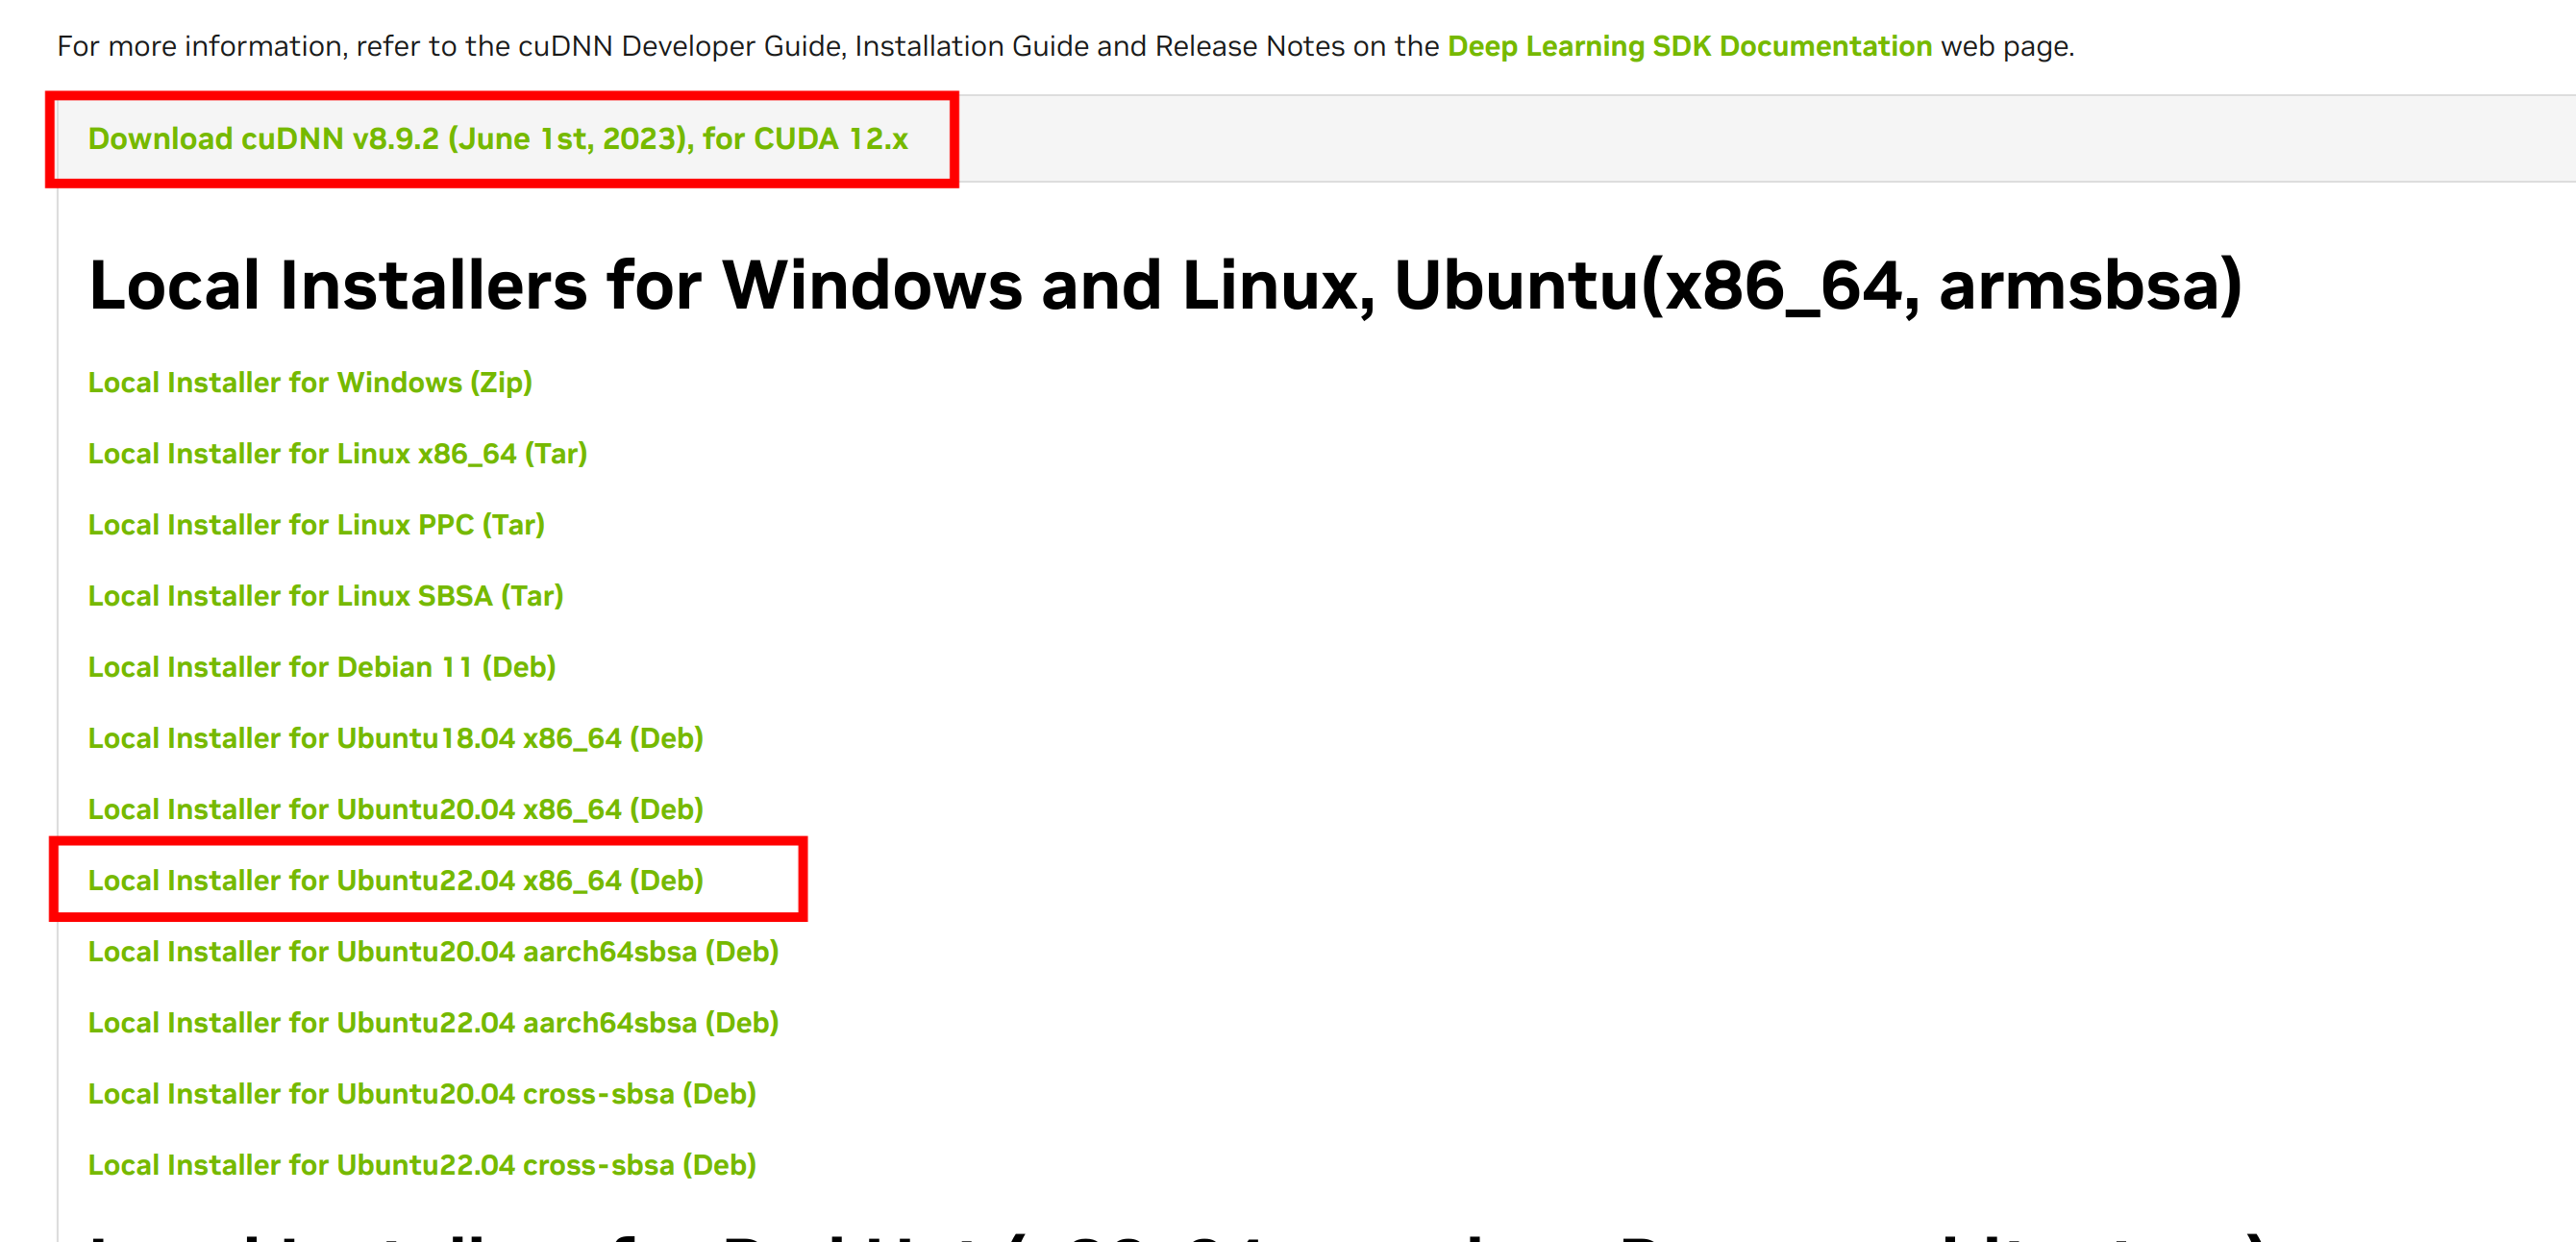 For more information, refer to the cuDNN Developer Guide, Installation Guide and Release Notes on the Deep Learning SDK Documentation web page.
Download cuDNN v8.9.2 (June 1st, 2023), for CUDA 12.x
Local Installers for Windows and Linux, Ubuntu(x86_64, armsbsa)
Local Installer for Windows (Zip)
Local Installer for Linux x86_64 (Tar)
Local Installer for Linux PPC (Tar)
Local Installer for Linux SBSA (Tar)
Local Installer for Debian 11 (Deb)
Local Installer for Ubuntu18.04 x86_64 (Deb)
Local Installer for Ubuntu20.04 x86_64 (Deb)
Local Installer for Ubuntu22.04 x86_64 (Deb)
Local Installer for Ubuntu20.04 aarch64sbsa (Deb)
Local Installer for Ubuntu22.04 aarch64sbsa (Deb)
Local Installer for Ubuntu20.04 cross-sbsa (Deb)
Local Installer for Ubuntu22.04 cross-sbsa (Deb)